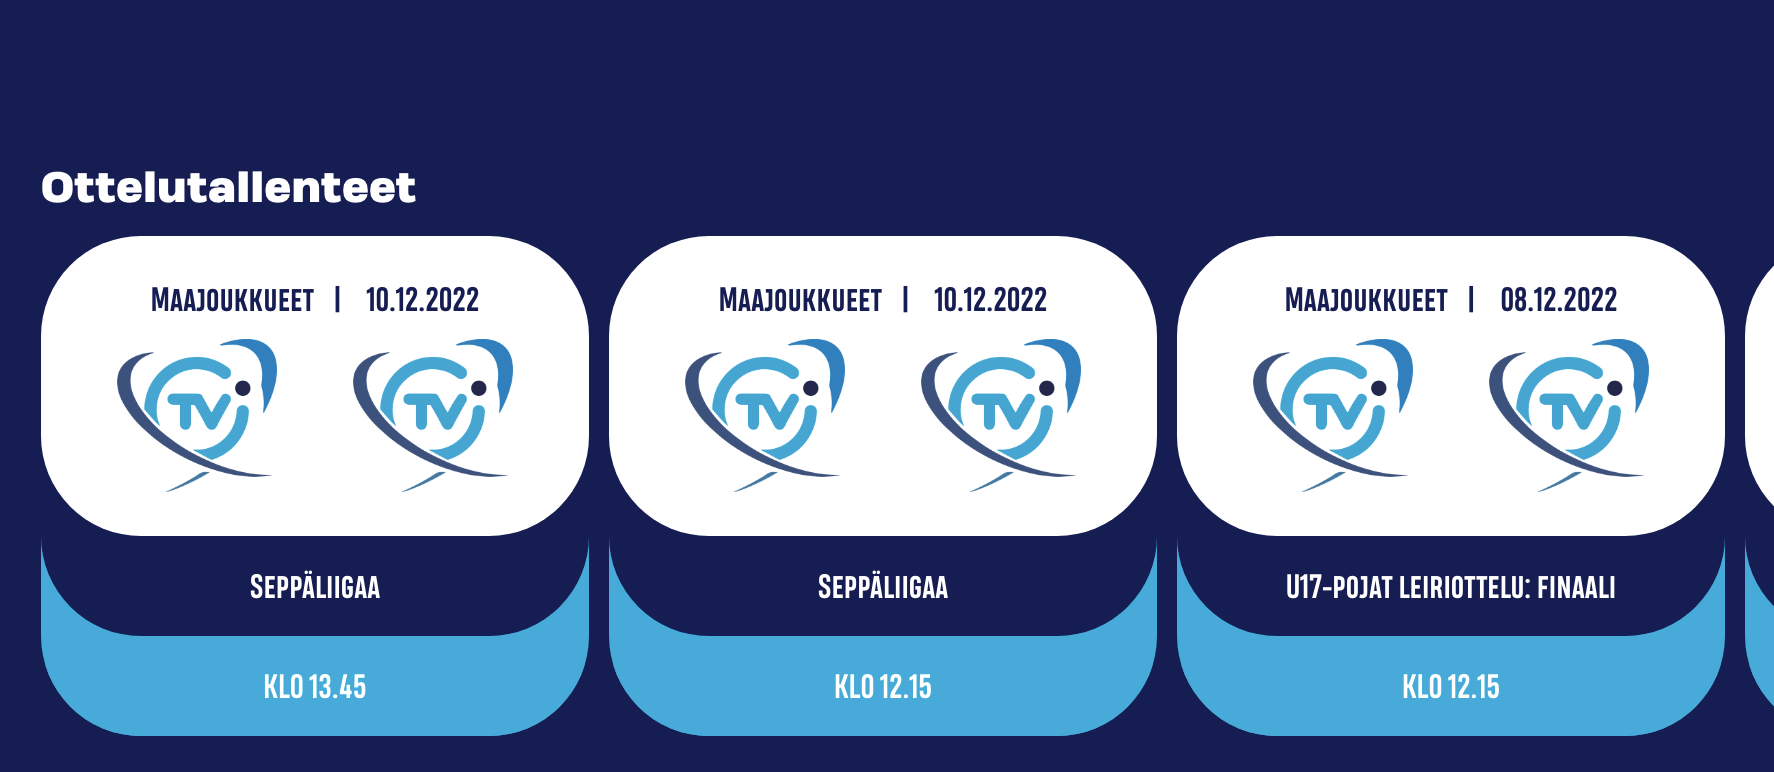 Ottelutallenteet
MAAJOUKKUEET | 10.12.2022
TV TV
SEPPÄLIIGAA
KLO 13.45
MAAJOUKKUEET | 10.12.2022
TV TV
SEPPÄLIIGAA
KLO 12.15
MAAJOUKKUEET | 08.12.2022
TV TV
U17-POJAT LEIRIOTTELU: FINAALI
KLO 12.15